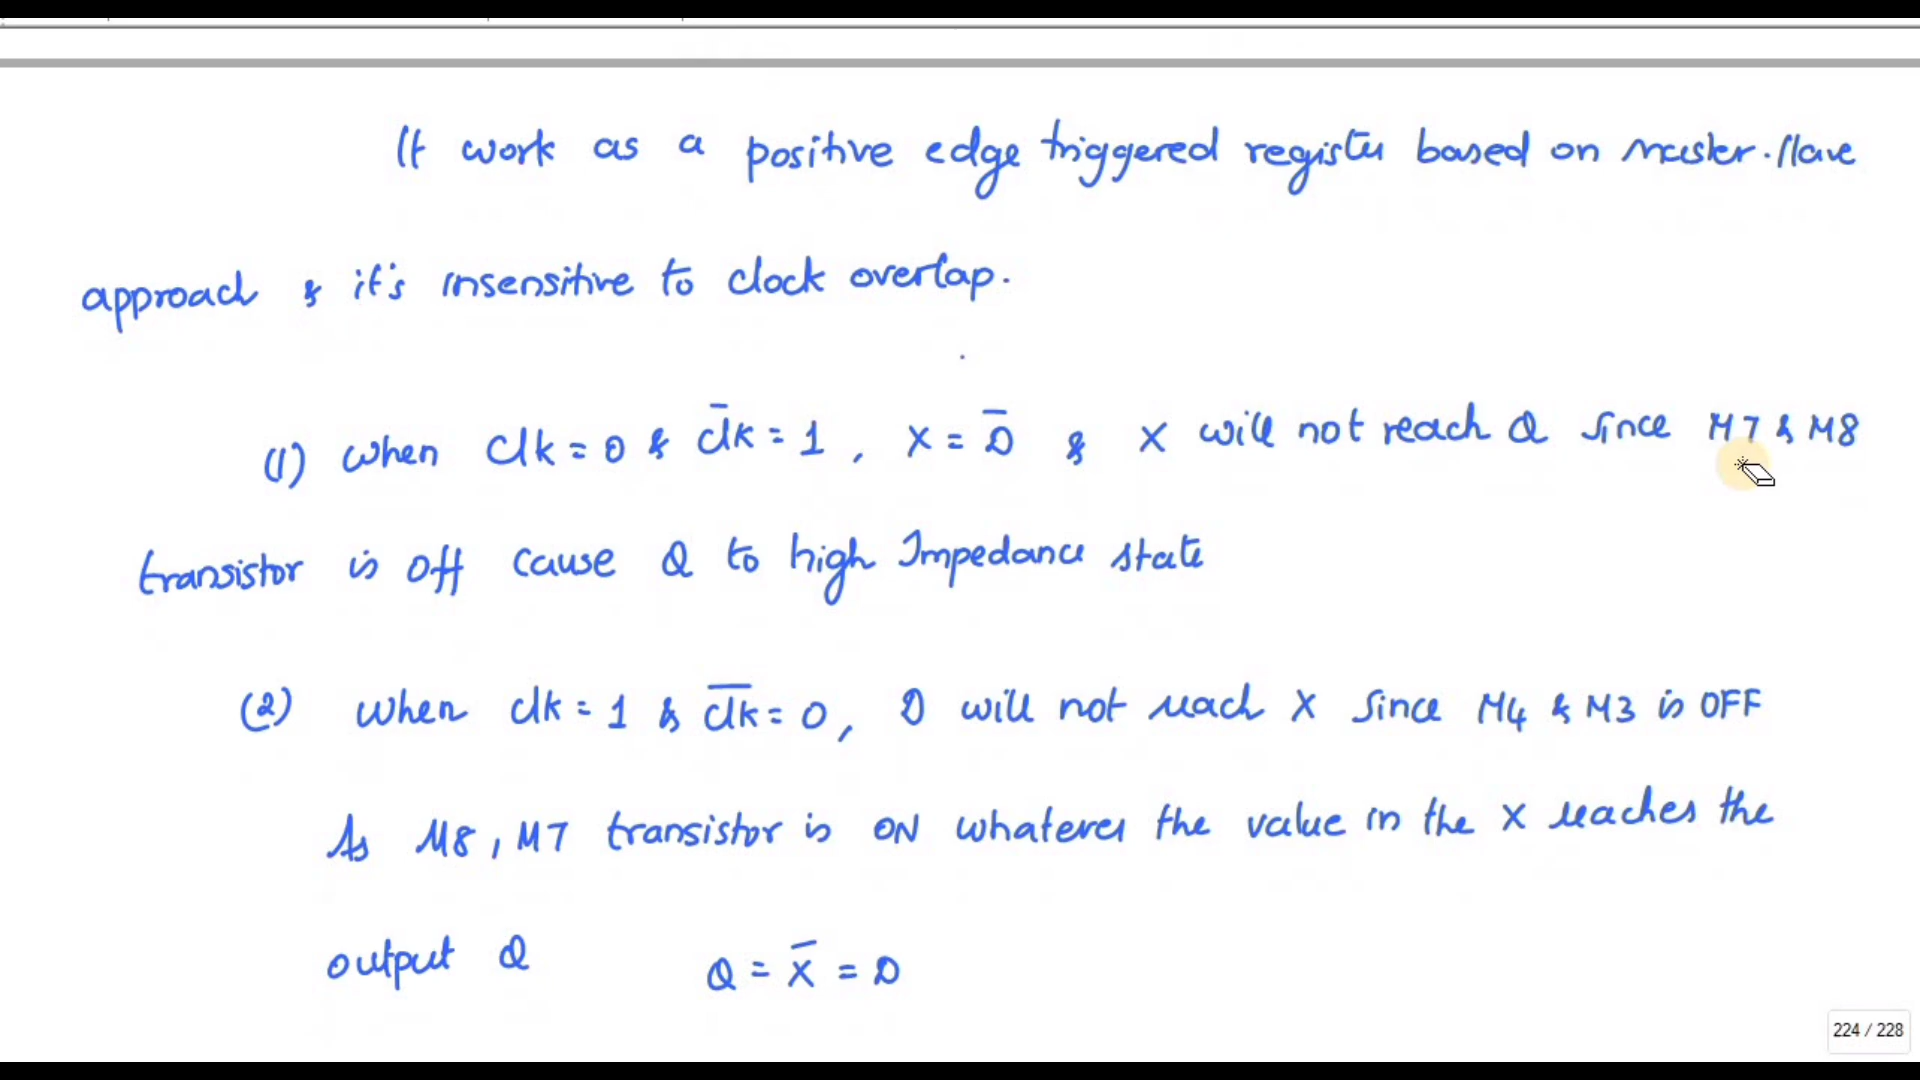 It work as a positive edge triggered register based on master-slave
approach & it's insensitive to clock overlap.
(1) when clk = 0 & c̅l̅k̅ = 1, X = D̅ & X will not reach Q since M7 & M8
transistor is off cause Q to high Impedance state
(2) when clk = 1 & c̅l̅k̅ = 0, D will not reach X since M4 & M3 is OFF
As M8, M7 transistor is ON whatever the value in the X reaches the
output Q Q = X̅ = D
224 / 228